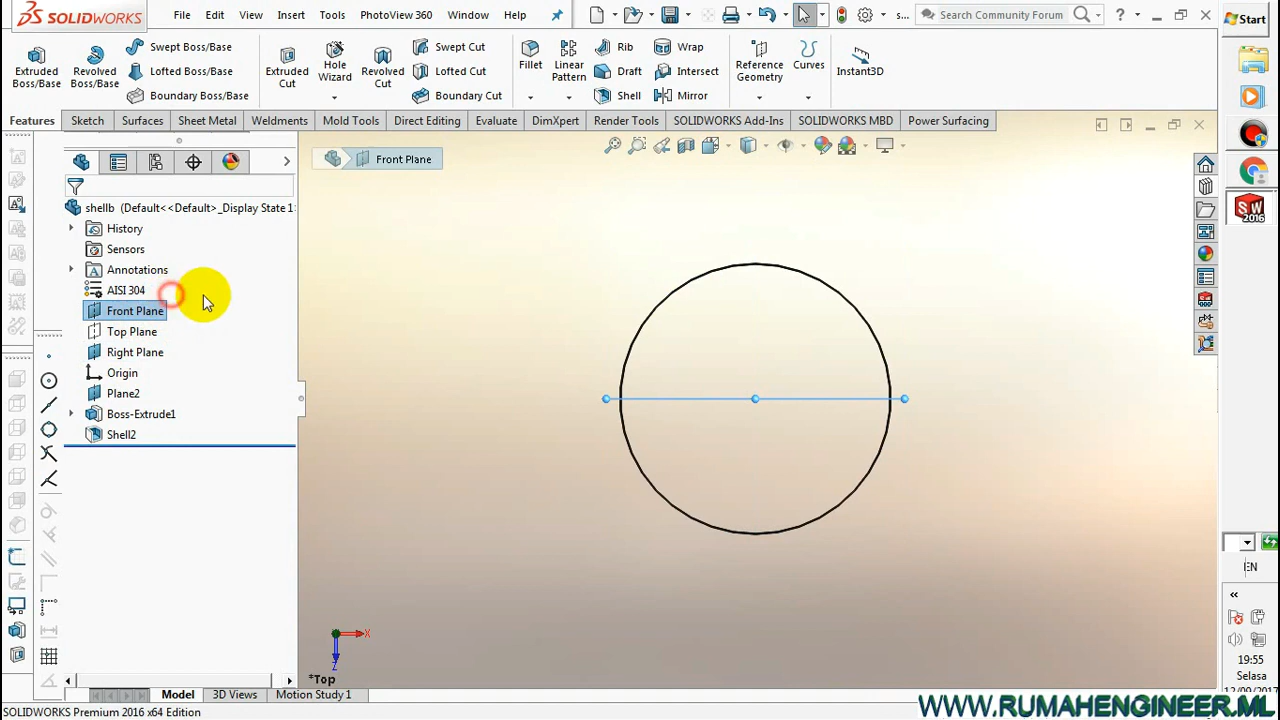 SOLIDWORKS
File Edit View Insert Tools PhotoView 360 Window Help
s...
Search Community Forum
?
Start
Extruded Boss/Base
Revolved Boss/Base
Swept Boss/Base
Lofted Boss/Base
Boundary Boss/Base
Extruded Cut
Hole Wizard
Revolved Cut
Swept Cut
Lofted Cut
Boundary Cut
Fillet
Linear Pattern
Rib
Draft
Shell
Wrap
Intersect
Mirror
Reference Geometry
Curves
Instant3D
Features Sketch Surfaces Sheet Metal Weldments Mold Tools Direct Editing Evaluate DimXpert Render Tools SOLIDWORKS Add-Ins SOLIDWORKS MBD Power Surfacing
Front Plane
shellb (Default<<Default>_Display State 1
History
Sensors
Annotations
AISI 304
Front Plane
Top Plane
Right Plane
Origin
Plane2
Boss-Extrude1
Shell2
SW
2016
EN
X
Z
*Top
19:55
Selasa
12/09/2017
Model 3D Views Motion Study 1
SOLIDWORKS Premium 2016 x64 Edition
WWW.RUMAHENGINEER.ML